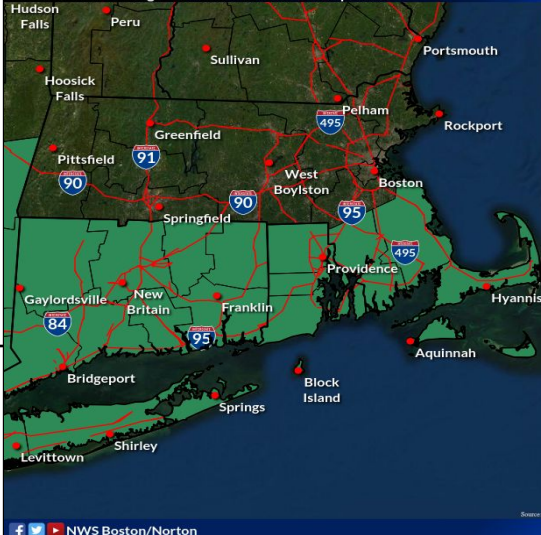 Hudson
Falls
Peru
Sullivan
Portsmouth
Hoosick
Falls
Pelham
495
Rockport
Greenfield
Pittsfield
91
West
Boylston
Boston
90
90
95
Springfield
495
Providence
Gaylordsville
New
Britain
Franklin
Hyannis
84
95
Aquinnah
Bridgeport
Block
Island
Springs
Shirley
Levittown
Source
NWS Boston/Norton